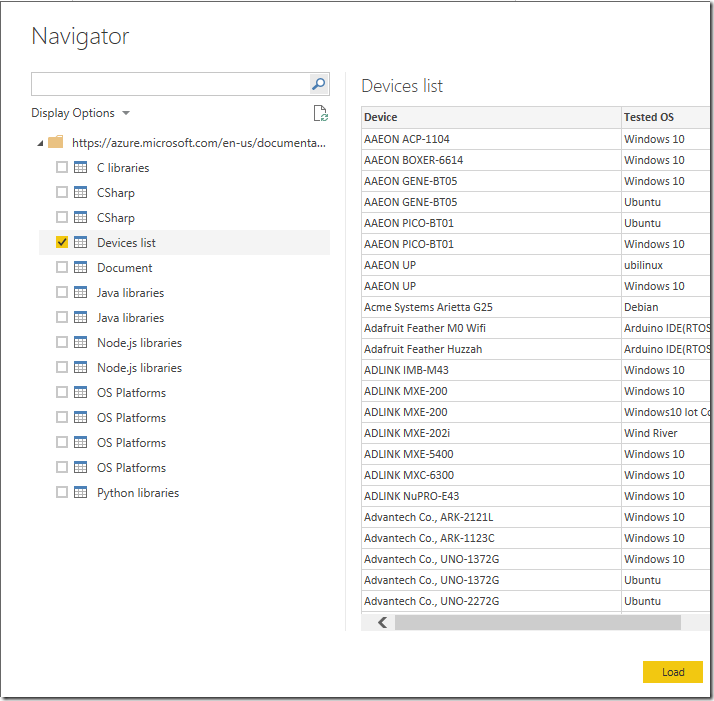 Navigator
Display Options
https://azure.microsoft.com/en-us/documenta...
C libraries
CSharp
CSharp
Devices list
Document
Java libraries
Java libraries
Node.js libraries
Node.js libraries
OS Platforms
OS Platforms
OS Platforms
OS Platforms
Python libraries
Devices list
Device Tested OS
AAEON ACP-1104 Windows 10
AAEON BOXER-6614 Windows 10
AAEON GENE-BT05 Windows 10
AAEON GENE-BT05 Ubuntu
AAEON PICO-BT01 Ubuntu
AAEON PICO-BT01 Windows 10
AAEON UP ubilinux
AAEON UP Windows 10
Acme Systems Arietta G25 Debian
Adafruit Feather M0 Wifi Arduino IDE(RTOS
Adafruit Feather Huzzah Arduino IDE(RTOS
ADLINK IMB-M43 Windows 10
ADLINK MXE-200 Windows 10
ADLINK MXE-200 Windows10 Iot Co
ADLINK MXE-202i Wind River
ADLINK MXE-5400 Windows 10
ADLINK MXC-6300 Windows 10
ADLINK NuPRO-E43 Windows 10
Advantech Co., ARK-2121L Windows 10
Advantech Co., ARK-1123C Windows 10
Advantech Co., UNO-1372G Windows 10
Advantech Co., UNO-1372G Ubuntu
Advantech Co., UNO-2272G Ubuntu
Load